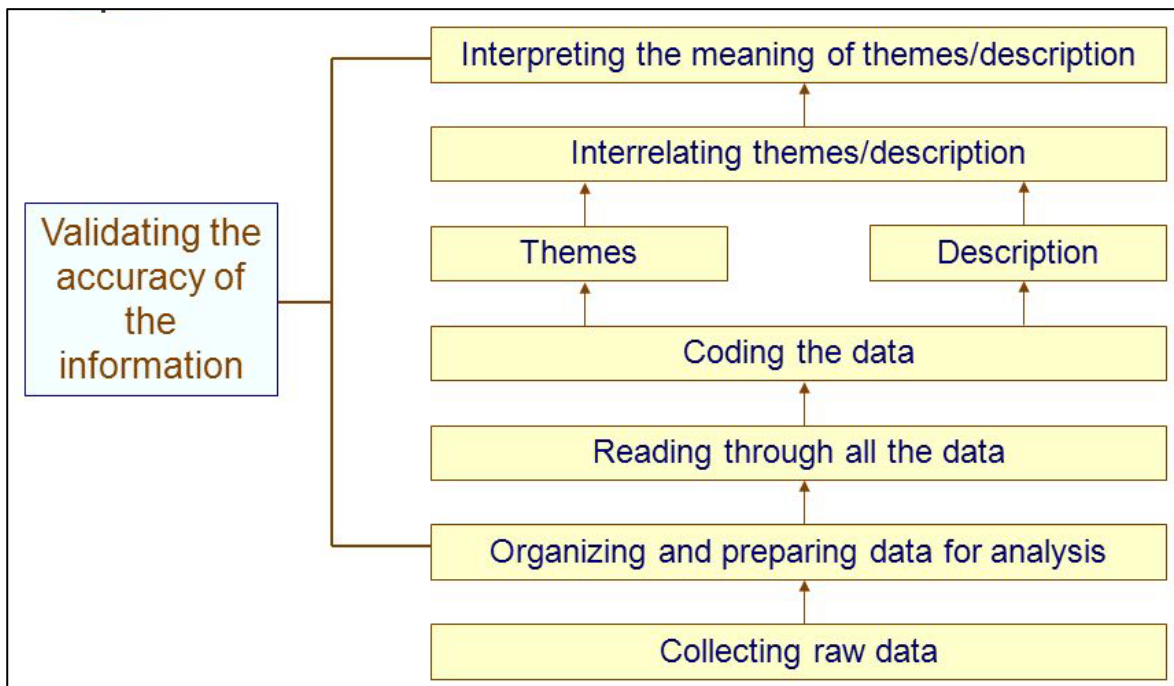 Interpreting the meaning of themes/description
Interrelating themes/description
Validating the
accuracy of
the
information
Themes
Description
Coding the data
Reading through all the data
Organizing and preparing data for analysis
Collecting raw data